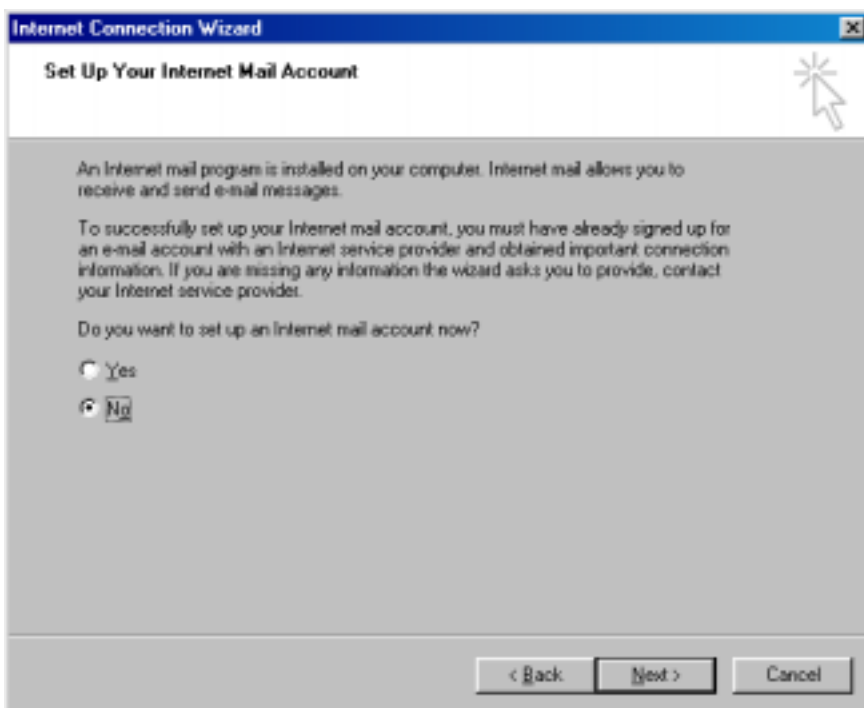 Internet Connection Wizard
Set Up Your Internet Mail Account
An Internet mail program is installed on your computer. Internet mail allows you to
receive and send e-mail messages.
To successfully set up your Internet mail account, you must have already signed up for
an e-mail account with an Internet service provider and obtained important connection
information. If you are missing any information the wizard asks you to provide, contact
your Internet service provider.
Do you want to set up an Internet mail account now?
Yes
No
< Back Next > Cancel